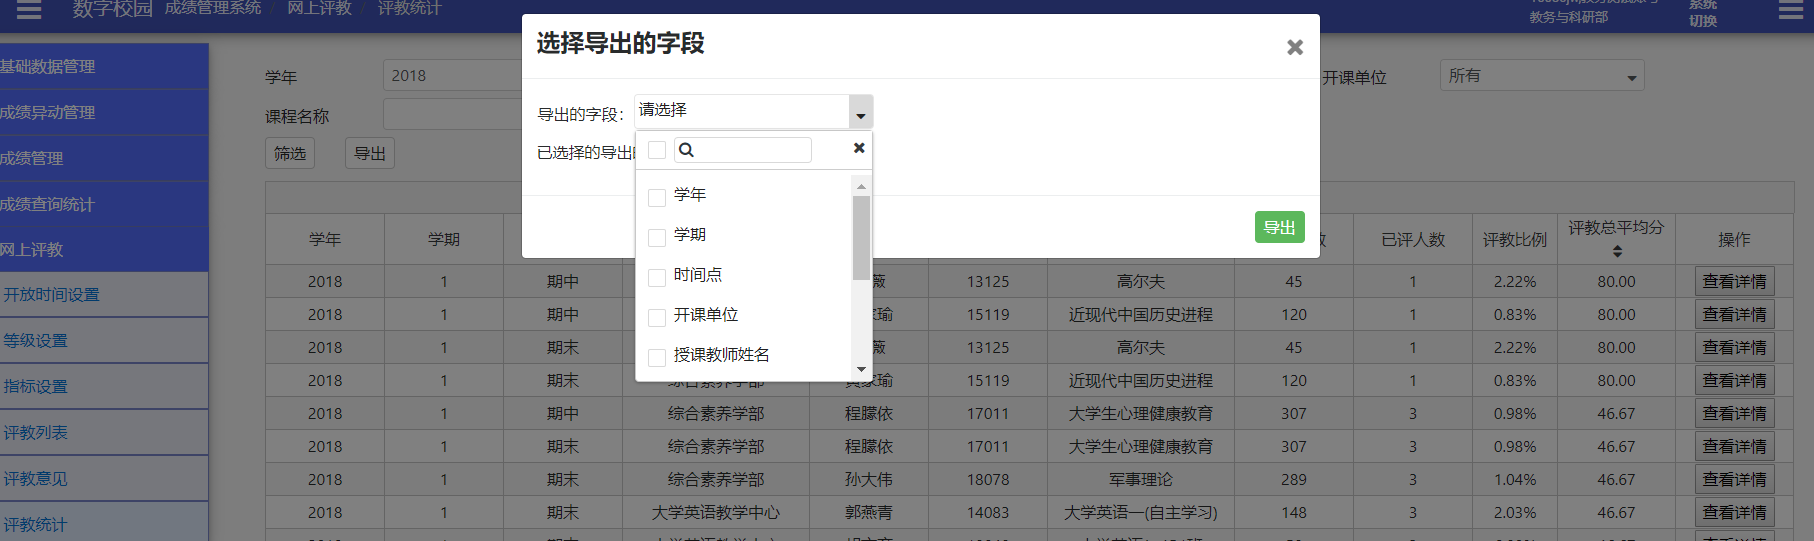 数字校园 成绩管理系统 / 网上评教 / 评教统计
教务与科研部
系统
切换
基础数据管理
成绩异动管理
成绩管理
成绩查询统计
网上评教
开放时间设置
等级设置
指标设置
评教列表
评教意见
评教统计
学年 2018
开课单位 所有
课程名称
筛选 导出
选择导出的字段
导出的字段: 请选择
已选择的导出
学年
学期
时间点
开课单位
授课教师姓名
导出
学年 学期 数 已评人数 评教比例 评教总平均分 操作
2018 1 期中 薇 13125 高尔夫 45 1 2.22% 80.00 查看详情
2018 1 期中 瑜 15119 近现代中国历史进程 120 1 0.83% 80.00 查看详情
2018 1 期末 薇 13125 高尔夫 45 1 2.22% 80.00 查看详情
2018 1 期末 综合素养学部 黄家瑜 15119 近现代中国历史进程 120 1 0.83% 80.00 查看详情
2018 1 期中 综合素养学部 程朦依 17011 大学生心理健康教育 307 3 0.98% 46.67 查看详情
2018 1 期末 综合素养学部 程朦依 17011 大学生心理健康教育 307 3 0.98% 46.67 查看详情
2018 1 期末 综合素养学部 孙大伟 18078 军事理论 289 3 1.04% 46.67 查看详情
2018 1 期末 大学英语教学中心 郭燕青 14083 大学英语一(自主学习) 148 3 2.03% 46.67 查看详情